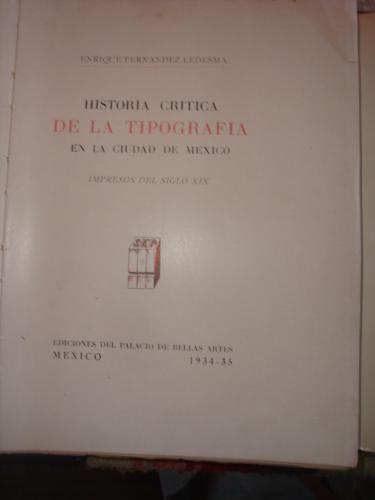 ENRIQUE FERNANDEZ LEDESMA
HISTORIA CRITICA
DE LA TIPOGRAFIA
EN LA CIUDAD DE MEXICO
IMPRESOS DEL SIGLO XIX
SEP
EDICIONES DEL PALACIO DE BELLAS ARTES
MEXICO 1934-35